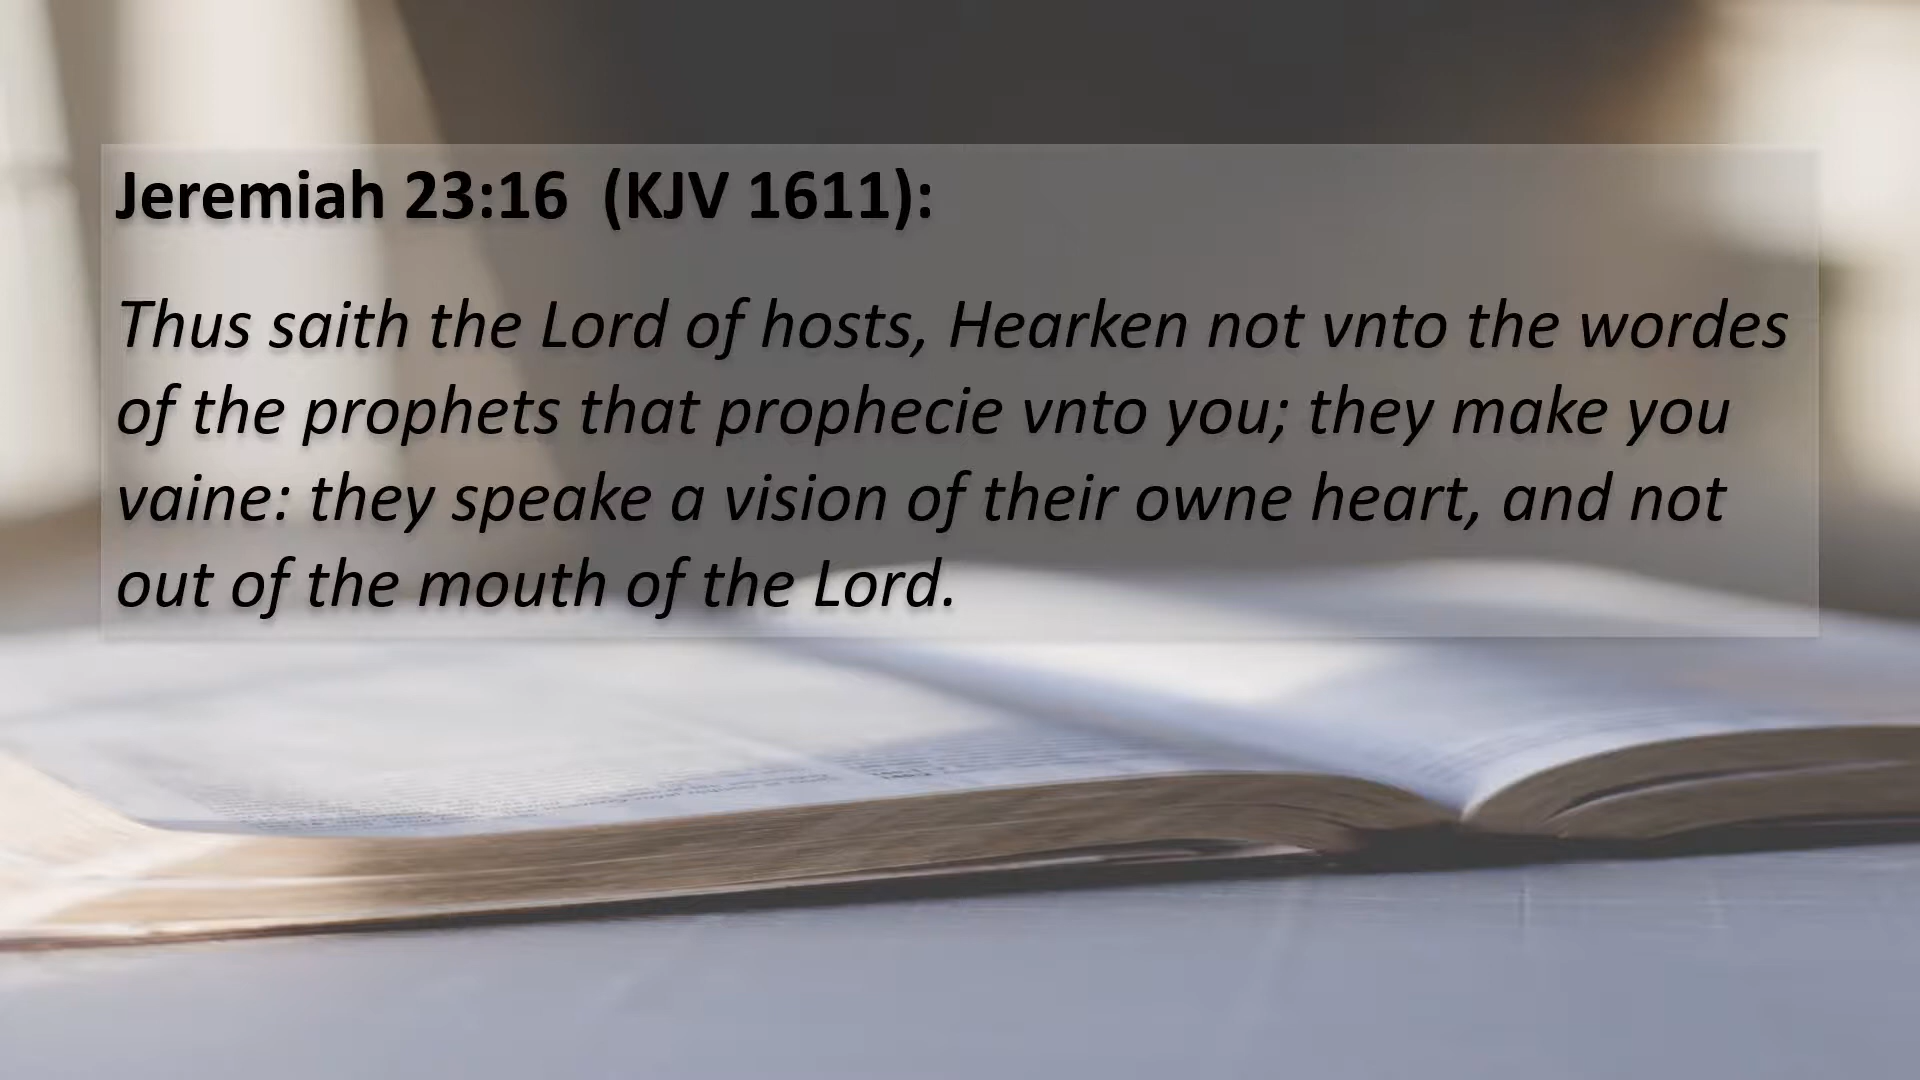 Jeremiah 23:16  (KJV 1611):
Thus saith the Lord of hosts, Hearken not vnto the wordes
of the prophets that prophecie vnto you; they make you
vaine: they speake a vision of their owne heart, and not
out of the mouth of the Lord.